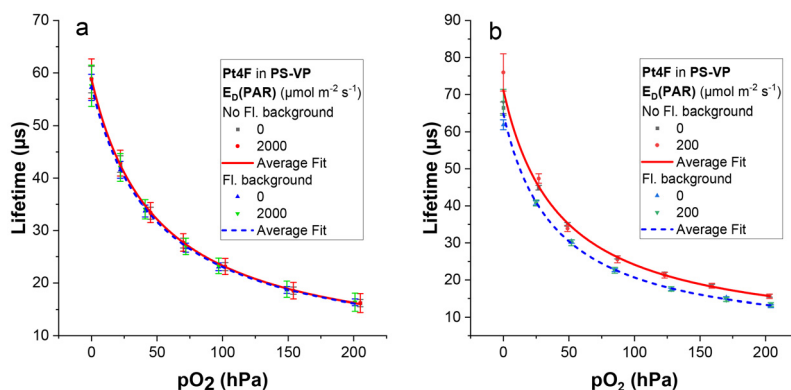 a
Lifetime (µs)
70
60
50
40
30
20
10
0
50
100
150
200
pO2 (hPa)
Pt4F in PS-VP
E_D(PAR) (µmol m⁻² s⁻¹)
No Fl. background
0
2000
Average Fit
Fl. background
0
2000
Average Fit
b
Lifetime (µs)
90
80
70
60
50
40
30
20
10
0
50
100
150
200
pO₂ (hPa)
Pt4F in PS-VP
E_D(PAR) (µmol m⁻² s⁻¹)
No Fl. background
0
200
Average Fit
Fl. background
0
200
Average Fit